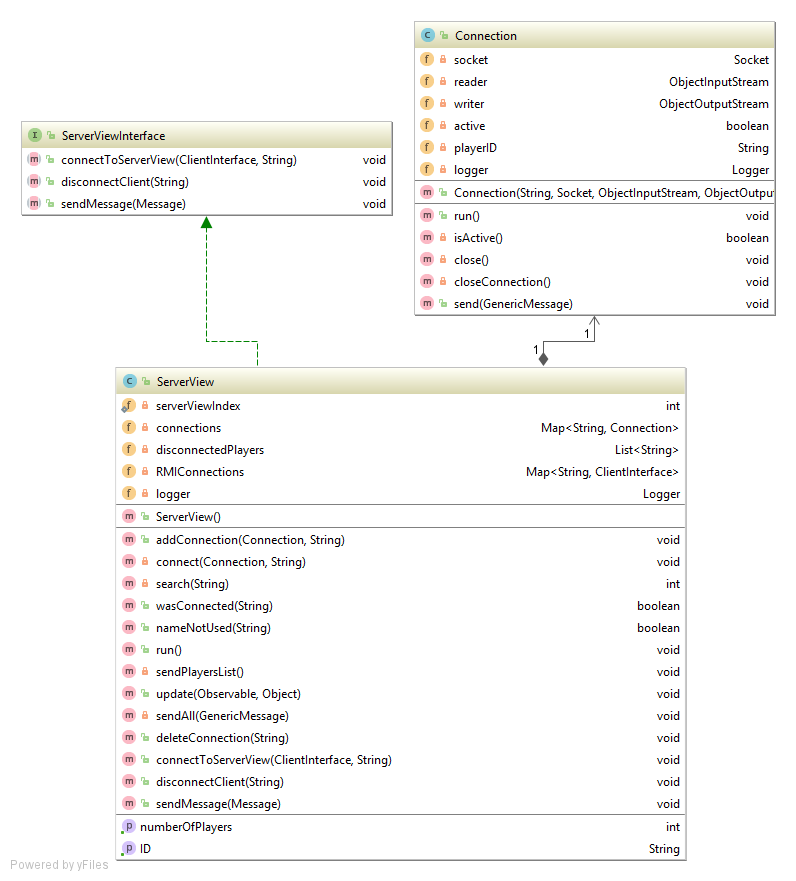 Connection
socket Socket
reader ObjectInputStream
writer ObjectOutputStream
active boolean
playerID String
logger Logger
Connection(String, Socket, ObjectInputStream, ObjectOutpu
run() void
isActive() boolean
close() void
closeConnection() void
send(GenericMessage) void
ServerViewInterface
connectToServerView(ClientInterface, String) void
disconnectClient(String) void
sendMessage(Message) void
1
1
ServerView
serverViewIndex int
connections Map<String, Connection>
disconnectedPlayers List<String>
RMIConnections Map<String, ClientInterface>
logger Logger
ServerView()
addConnection(Connection, String) void
connect(Connection, String) void
search(String) int
wasConnected(String) boolean
nameNotUsed(String) boolean
run() void
sendPlayersList() void
update(Observable, Object) void
sendAll(GenericMessage) void
deleteConnection(String) void
connectToServerView(ClientInterface, String) void
disconnectClient(String) void
sendMessage(Message) void
numberOfPlayers int
ID String
Powered by yFiles